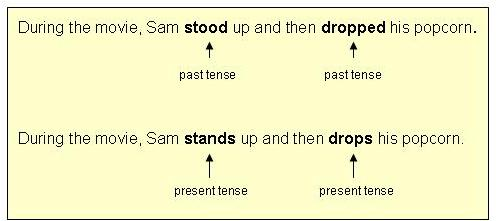 During the movie, Sam stood up and then dropped his popcorn.
past tense past tense
During the movie, Sam stands up and then drops his popcorn.
present tense present tense